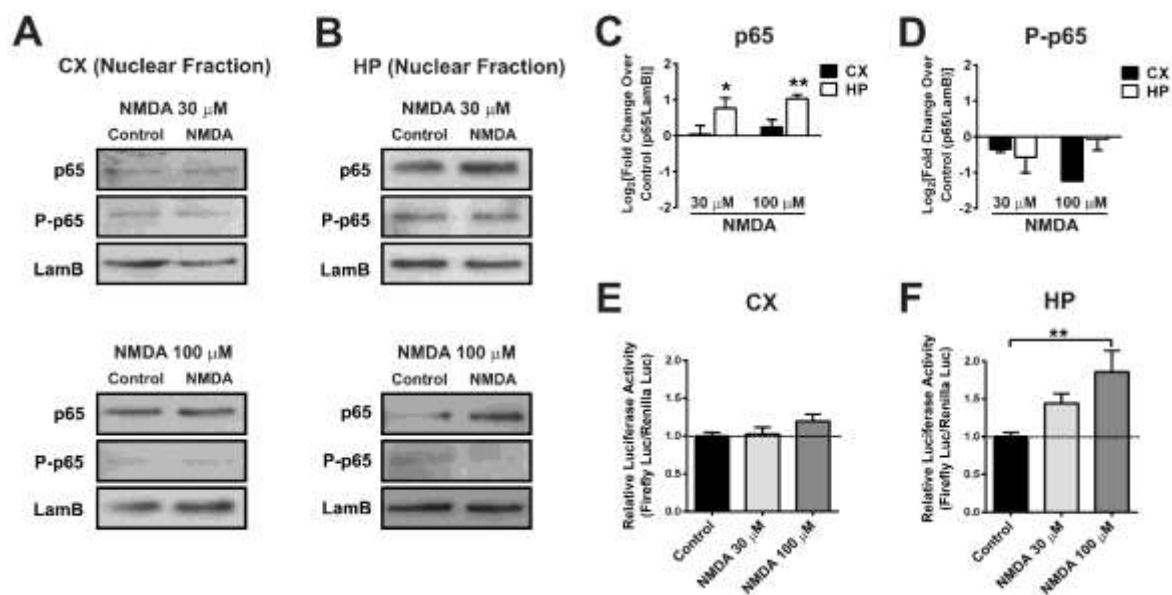 A
CX (Nuclear Fraction)
NMDA 30 μM
Control NMDA
p65
P-p65
LamB
NMDA 100 μM
Control NMDA
p65
P-p65
LamB
B
HP (Nuclear Fraction)
NMDA 30 μM
Control NMDA
p65
P-p65
LamB
NMDA 100 μM
Control NMDA
p65
P-p65
LamB
C
p65
Log₂[Fold Change Over
Control (p65/LamB)]
2
1
0
-1
-2
* **
CX
HP
30 100
μM μM
NMDA
D
P-p65
Log₂[Fold Change Over
Control (p65/LamB)]
2
1
0
-1
-2
CX
HP
30 100
μM μM
NMDA
E
CX
Relative Luciferase Activity
(Firefly Luc/Renilla Luc)
2.0
1.5
1.0
0.5
0.0
Control
NMDA 30 μM
NMDA 100 μM
F
HP
Relative Luciferase Activity
(Firefly Luc/Renilla Luc)
2.0
1.5
1.0
0.5
0.0
**
Control
NMDA 30 μM
NMDA 100 μM